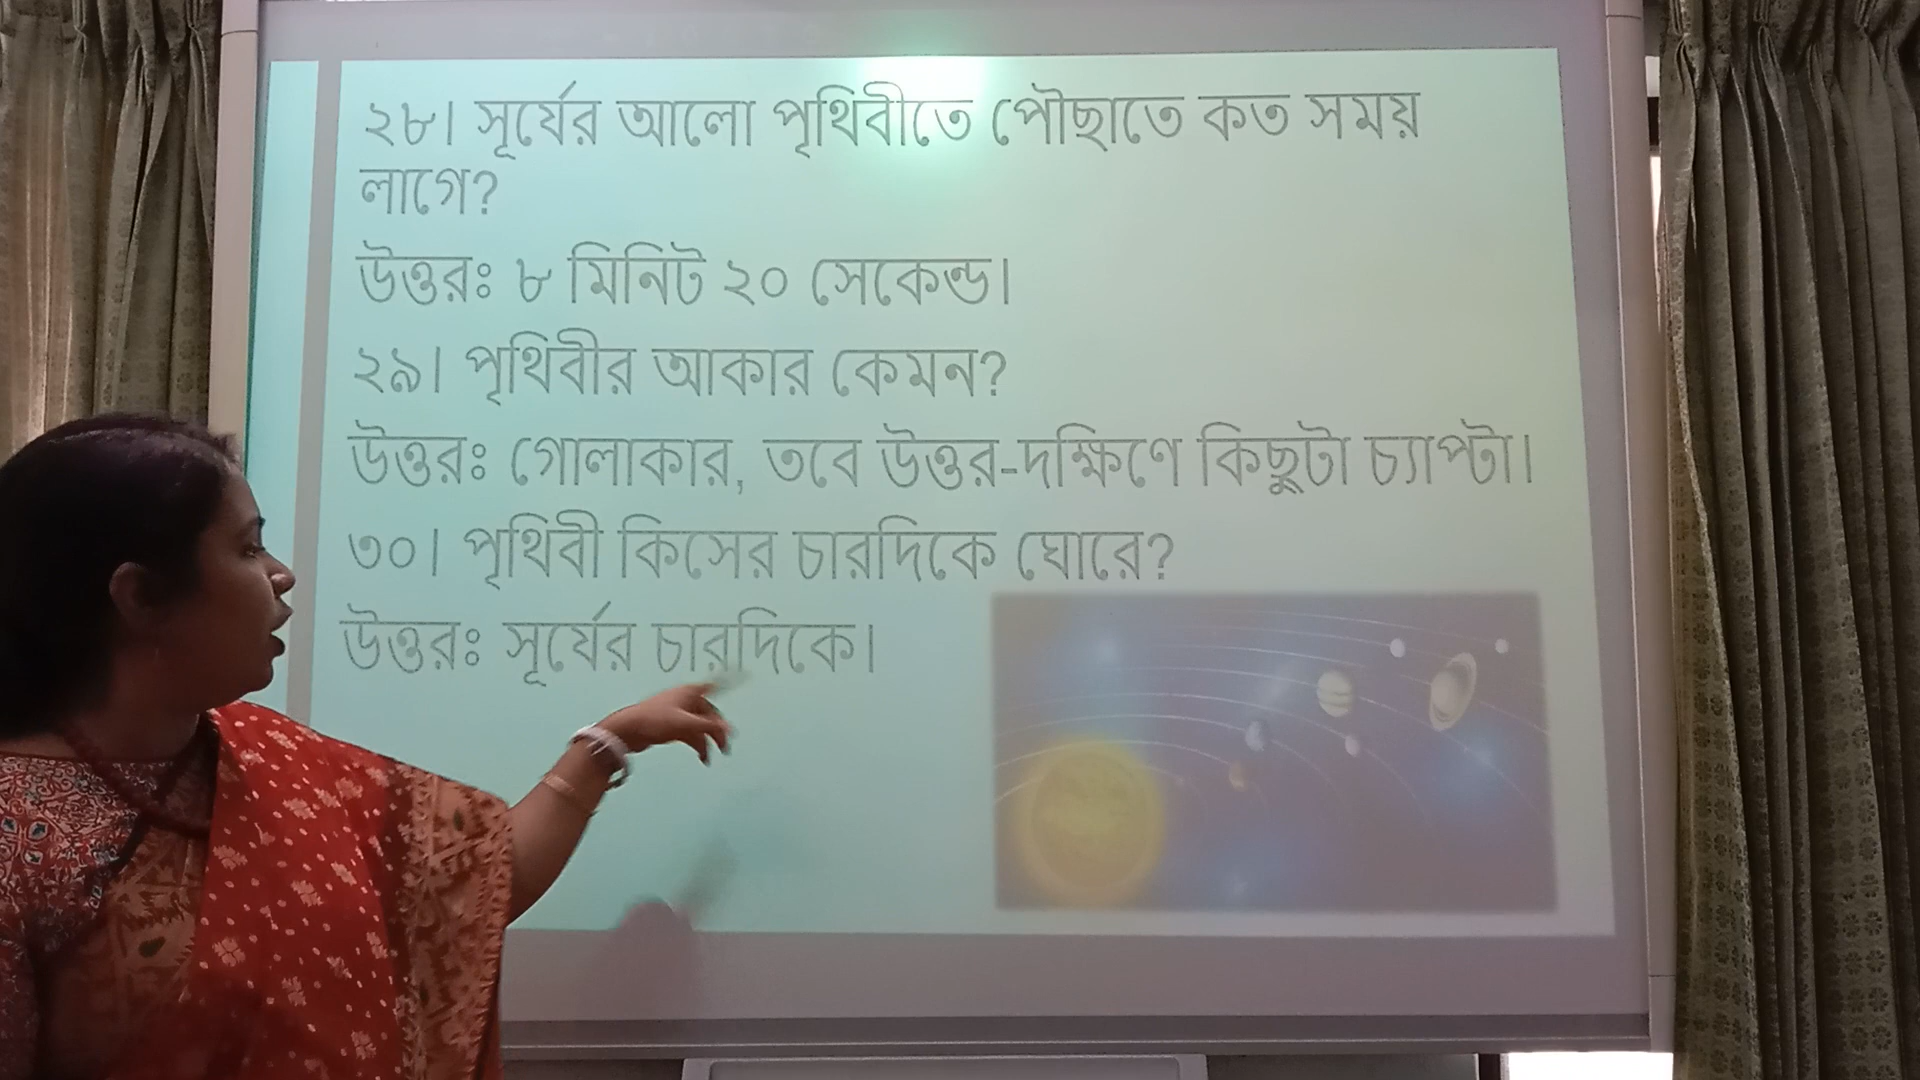 ২৮। সূর্যের আলো পৃথিবীতে পৌছাতে কত সময়
লাগে?
উত্তরঃ ৮ মিনিট ২০ সেকেন্ড।
২৯। পৃথিবীর আকার কেমন?
উত্তরঃ গোলাকার, তবে উত্তর-দক্ষিণে কিছুটা চ্যাপ্টা।
৩০। পৃথিবী কিসের চারদিকে ঘোরে?
উত্তরঃ সূর্যের চারদিকে।